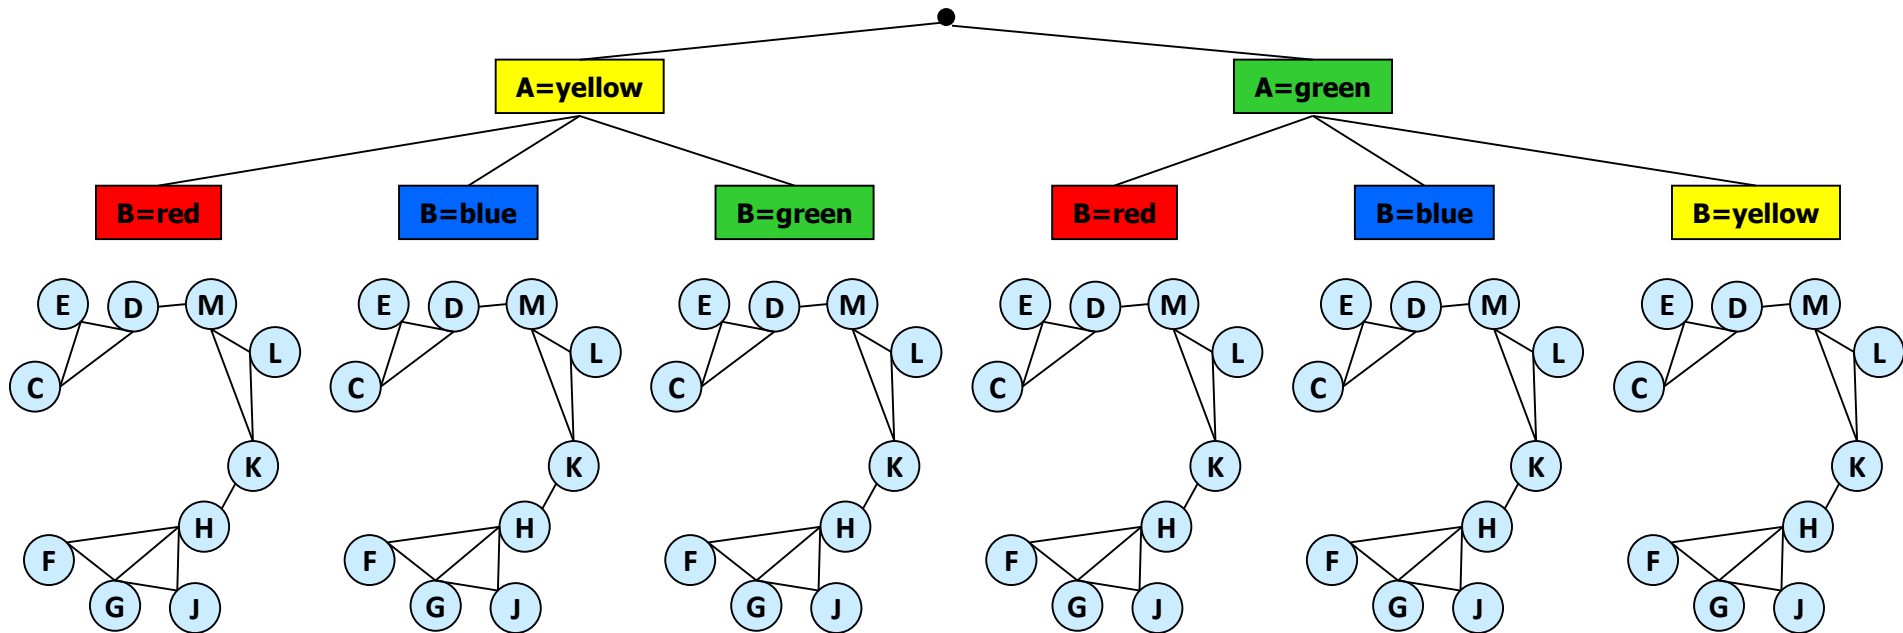 A=yellow A=green
B=red B=blue B=green B=red B=blue B=yellow
E D M E D M E D M E D M E D M E D M
L L L L L L
C C C C C C
K K K K K K
H H H H H H
F F F F F F
G J G J G J G J G J G J